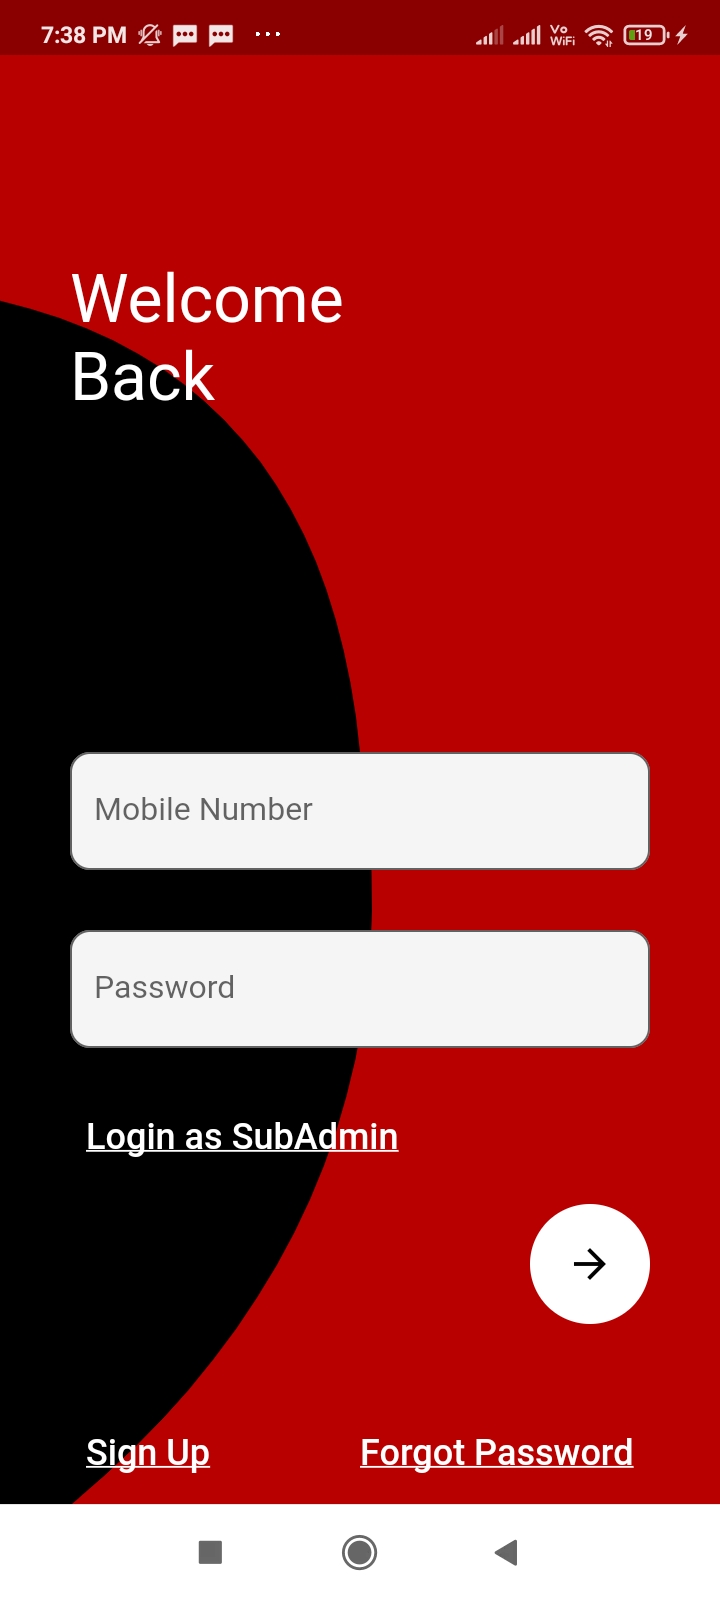 7:38 PM
Vo
WiFi
19
Welcome
Back
Mobile Number
Password
Login as SubAdmin
Sign Up
Forgot Password